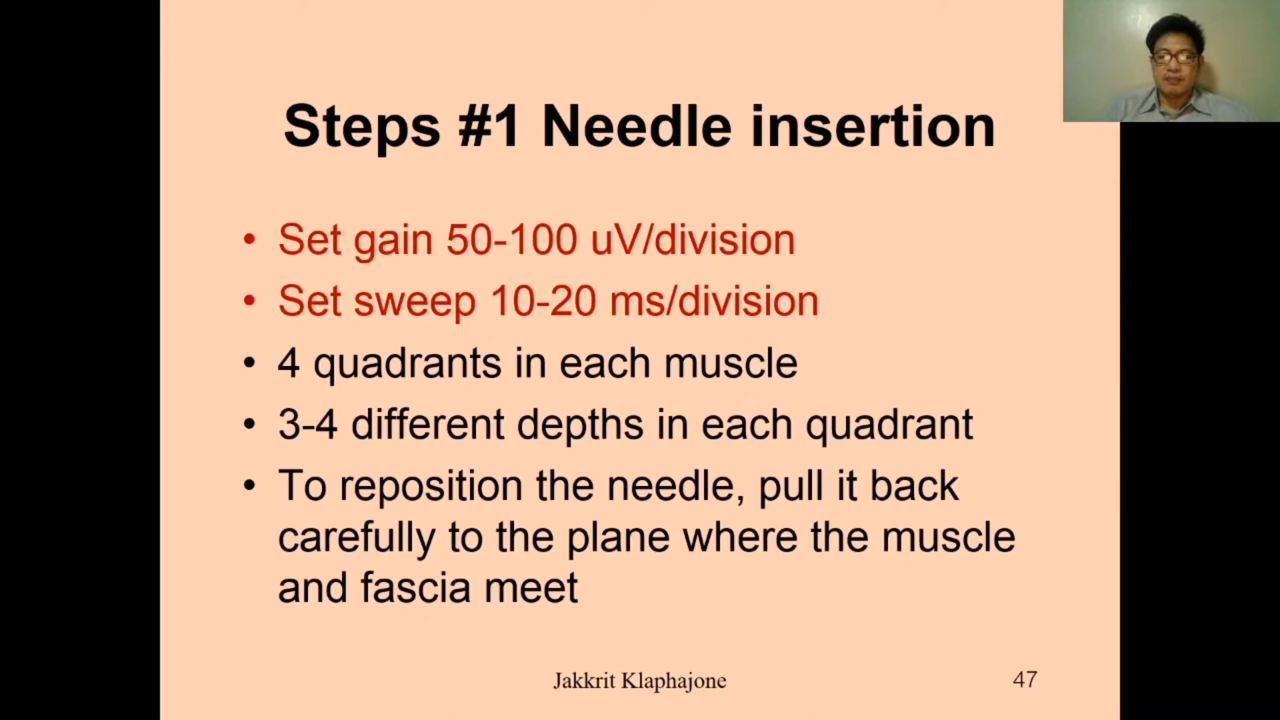 Steps #1 Needle insertion
• Set gain 50-100 uV/division
• Set sweep 10-20 ms/division
• 4 quadrants in each muscle
• 3-4 different depths in each quadrant
• To reposition the needle, pull it back
carefully to the plane where the muscle
and fascia meet
Jakkrit Klaphajone
47